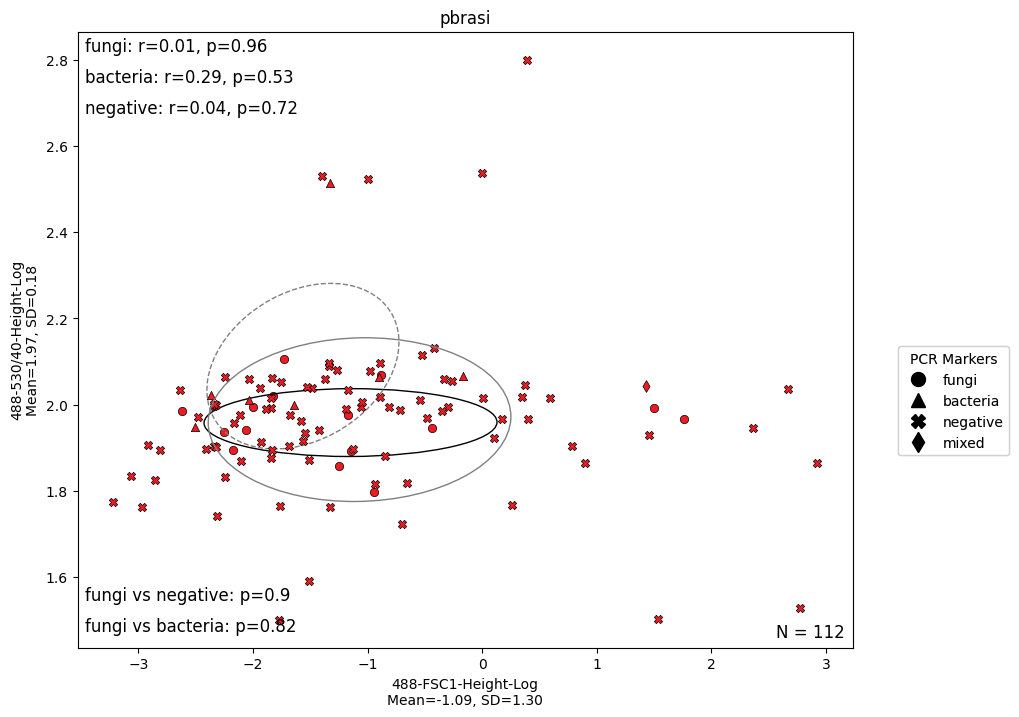 pbrasi
fungi: r=0.01, p=0.96
bacteria: r=0.29, p=0.53
negative: r=0.04, p=0.72
2.8
2.6
2.4
2.2
2.0
1.8
1.6
488-530/40-Height-Log
Mean=1.97, SD=0.18
fungi vs negative: p=0.9
fungi vs bacteria: p=0.82
N = 112
−3
−2
−1
0
1
2
3
488-FSC1-Height-Log
Mean=-1.09, SD=1.30
PCR Markers
fungi
bacteria
negative
mixed